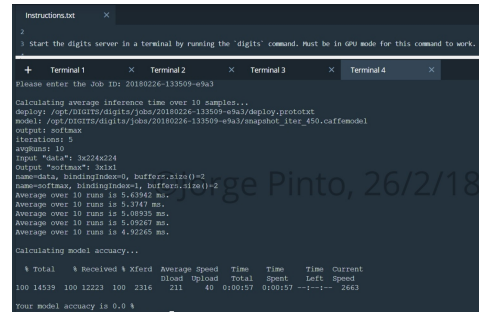 Instructions.txt ×
2
3 Start the digits server in a terminal by running the `digits` command. Must be in GPU mode for this command to work.
+ Terminal 1 × Terminal 2 × Terminal 3 × Terminal 4 ×
Please enter the Job ID: 20180226-133509-e9a3
Calculating average inference time over 10 samples...
deploy: /opt/DIGITS/digits/jobs/20180226-133509-e9a3/deploy.prototxt
model: /opt/DIGITS/digits/jobs/20180226-133509-e9a3/snapshot_iter_450.caffemodel
output: softmax
iterations: 5
avgRuns: 10
Input "data": 3x224x224
Output "softmax": 3x1x1
name=data, bindingIndex=0, buffers.size()=2
name=softmax, bindingIndex=1, buffers.size()=2
Average over 10 runs is 5.63942 ms.
Average over 10 runs is 5.3747 ms.
Average over 10 runs is 5.08935 ms.
Average over 10 runs is 5.09267 ms.
Average over 10 runs is 4.92265 ms.
Jorge Pinto, 26/2/18
Calculating model accuacy...
% Total % Received % Xferd Average Speed Time Time Time Current
Dload Upload Total Spent Left Speed
100 14539 100 12223 100 2316 211 40 0:00:57 0:00:57 --:--:-- 2663
Your model accuacy is 0.0 %